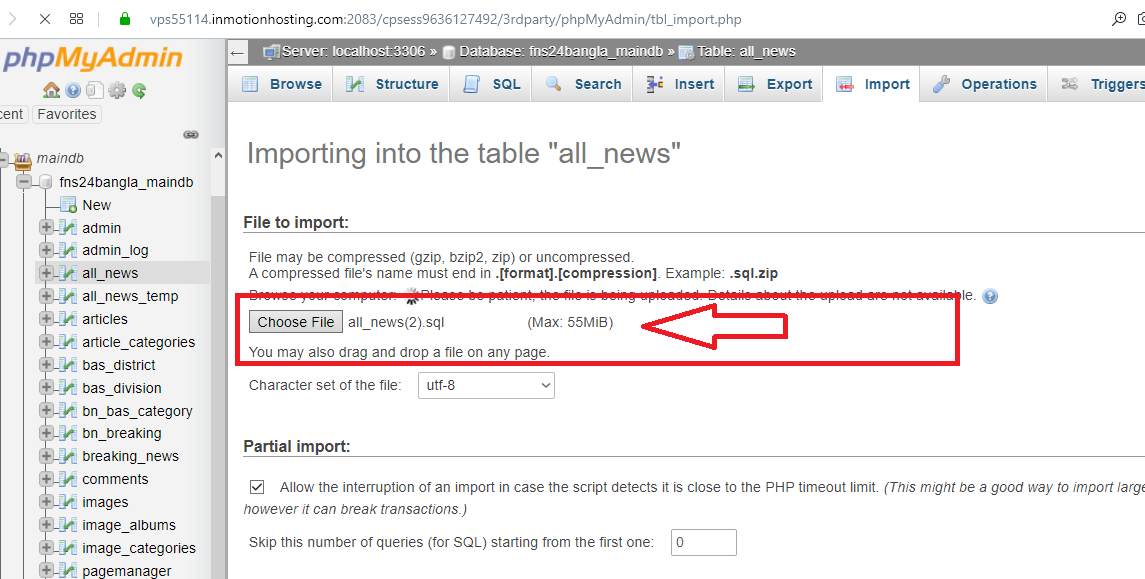 vps55114.inmotionhosting.com:2083/cpsess9636127492/3rdparty/phpMyAdmin/tbl_import.php
phpMyAdmin
cent Favorites
maindb
fns24bangla_maindb
New
admin
admin_log
all_news
all_news_temp
articles
article_categories
bas_district
bas_division
bn_bas_category
bn_breaking
breaking_news
comments
images
image_albums
image_categories
pagemanager
Server: localhost:3306 » Database: fns24bangla_maindb » Table: all_news
Browse Structure SQL Search Insert Export Import Operations Triggers
Importing into the table "all_news"
File to import:
File may be compressed (gzip, bzip2, zip) or uncompressed.
A compressed file's name must end in .[format].[compression]. Example: .sql.zip
Browse your computer: Please be patient, the file is being uploaded. Details about the upload are not available.
Choose File all_news(2).sql (Max: 55MiB)
You may also drag and drop a file on any page.
Character set of the file: utf-8
Partial import:
Allow the interruption of an import in case the script detects it is close to the PHP timeout limit. (This might be a good way to import large
however it can break transactions.)
Skip this number of queries (for SQL) starting from the first one: 0